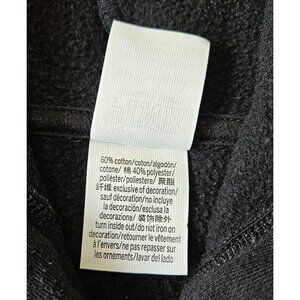 60% cotton/coton/algodón/
cotone/ 棉 40% polyester/
poliéster/poliestere/ 聚酯
纤维 exclusive of decoration/
sauf décoration/no incluye
la decoración/esclusa la
decorazione/ 装饰除外
turn inside out/do not iron on
decoration/retourner le vêtement
à l'envers/ne pas repasser sur
les ornements/lavar del lado